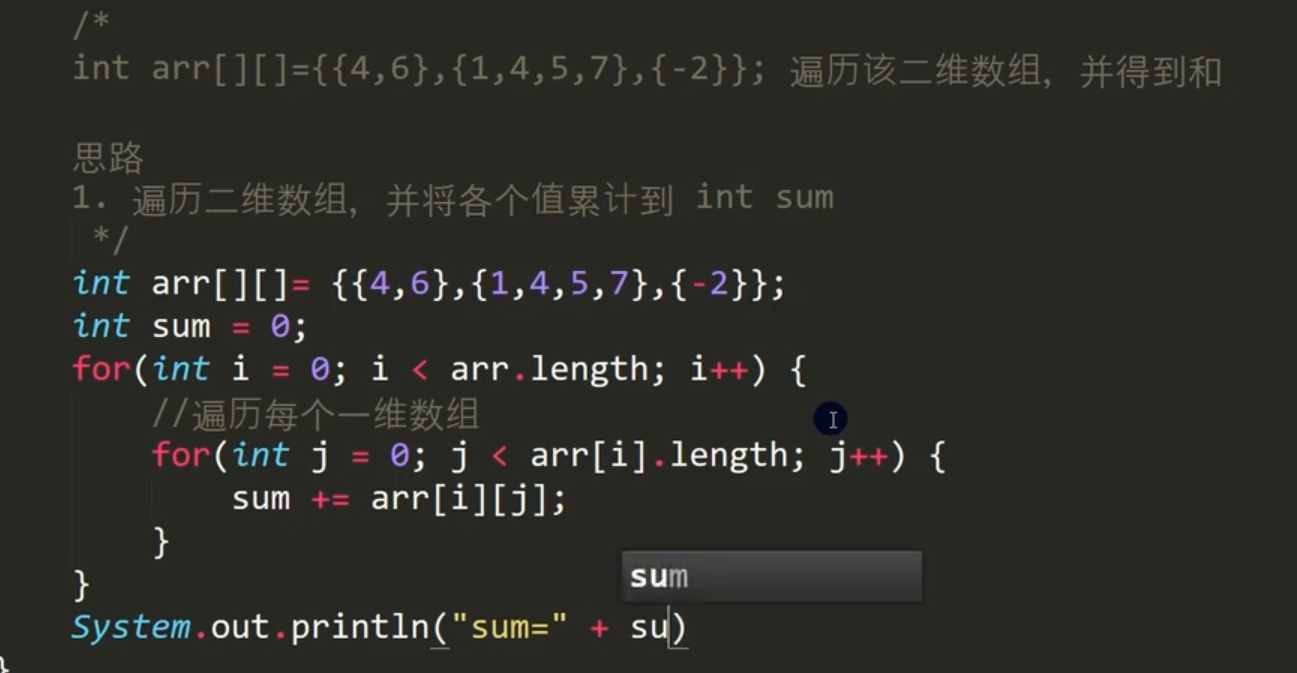 /*
int arr[][]={{4,6},{1,4,5,7},{-2}}; 遍历该二维数组，并得到和
思路
1. 遍历二维数组，并将各个值累计到 int sum
*/
int arr[][]= {{4,6},{1,4,5,7},{-2}};
int sum = 0;
for(int i = 0; i < arr.length; i++) {
//遍历每个一维数组
for(int j = 0; j < arr[i].length; j++) {
sum += arr[i][j];
}
}
sum
System.out.println("sum=" + su)
}